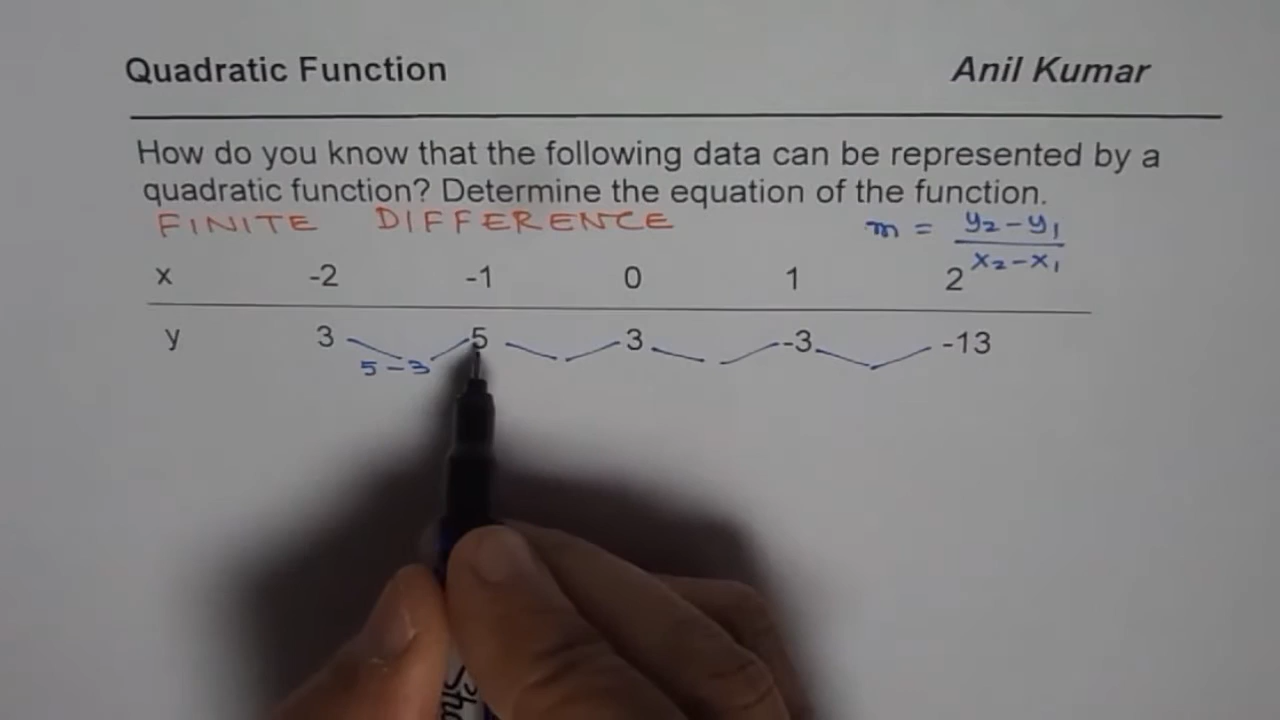 Quadratic Function Anil Kumar
How do you know that the following data can be represented by a
quadratic function? Determine the equation of the function.
FINITE DIFFERENCE m = y₂-y₁
x₂-x₁
x -2 -1 0 1 2
y 3 5 3 -3 -13
5-3